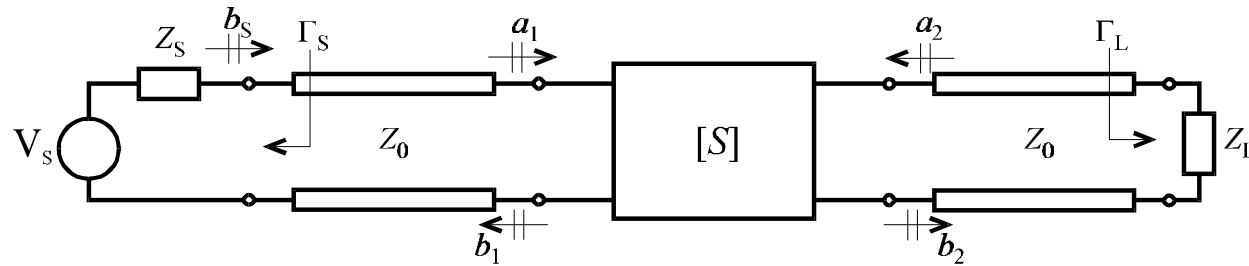 b_S
Γ_S
a_1
a_2
Γ_L
Z_S
V_S
Z_0
[S]
Z_0
Z_L
b_1
b_2